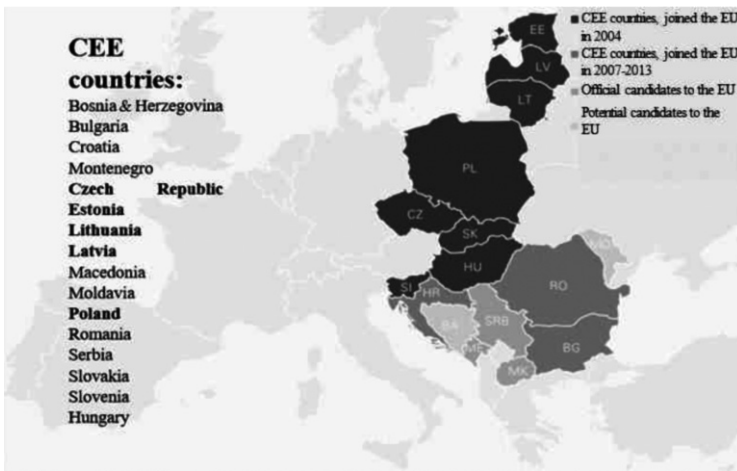 CEE
countries:
Bosnia & Herzegovina
Bulgaria
Croatia
Montenegro
Czech Republic
Estonia
Lithuania
Latvia
Macedonia
Moldavia
Poland
Romania
Serbia
Slovakia
Slovenia
Hungary
CEE countries, joined the EU
in 2004
CEE countries, joined the EU
in 2007-2013
Official candidates to the EU
Potential candidates to the
EU
EE
LV
LT
PL
CZ
SK
HU
MD
SI
HR
RO
BA
SRB
ME
BG
MK